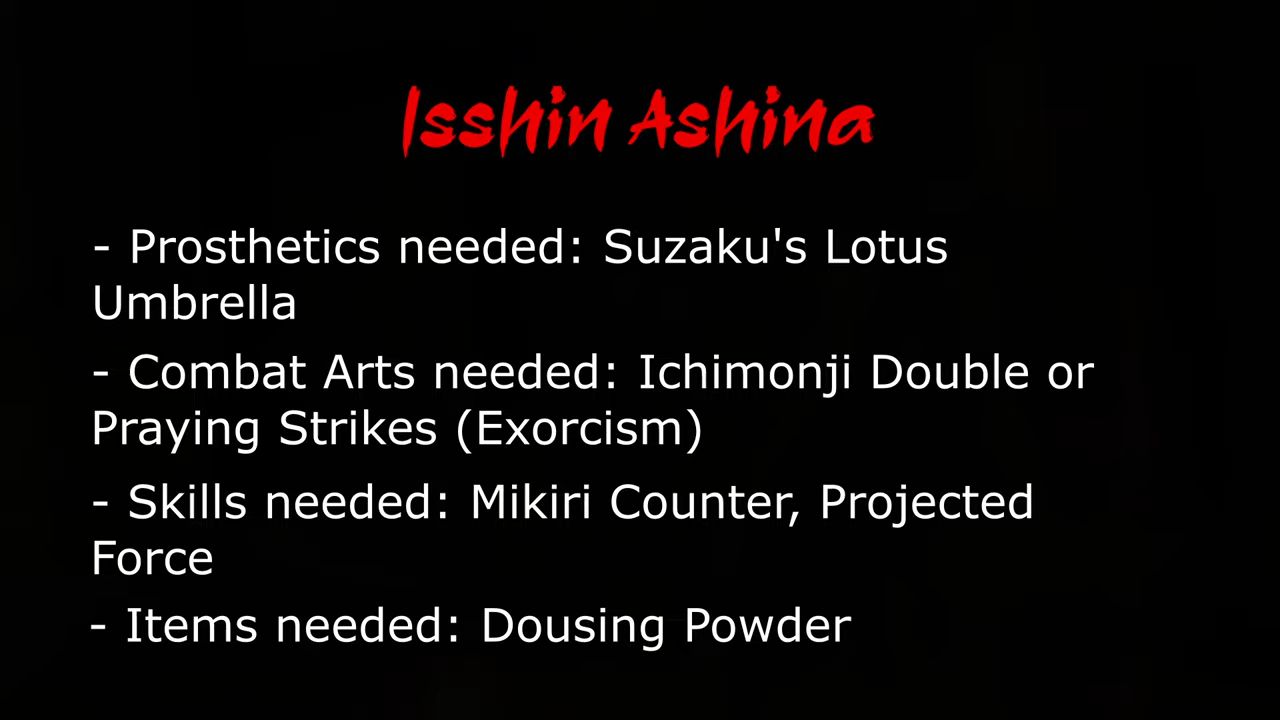 Isshin Ashina
- Prosthetics needed: Suzaku's Lotus
Umbrella
- Combat Arts needed: Ichimonji Double or
Praying Strikes (Exorcism)
- Skills needed: Mikiri Counter, Projected
Force
- Items needed: Dousing Powder